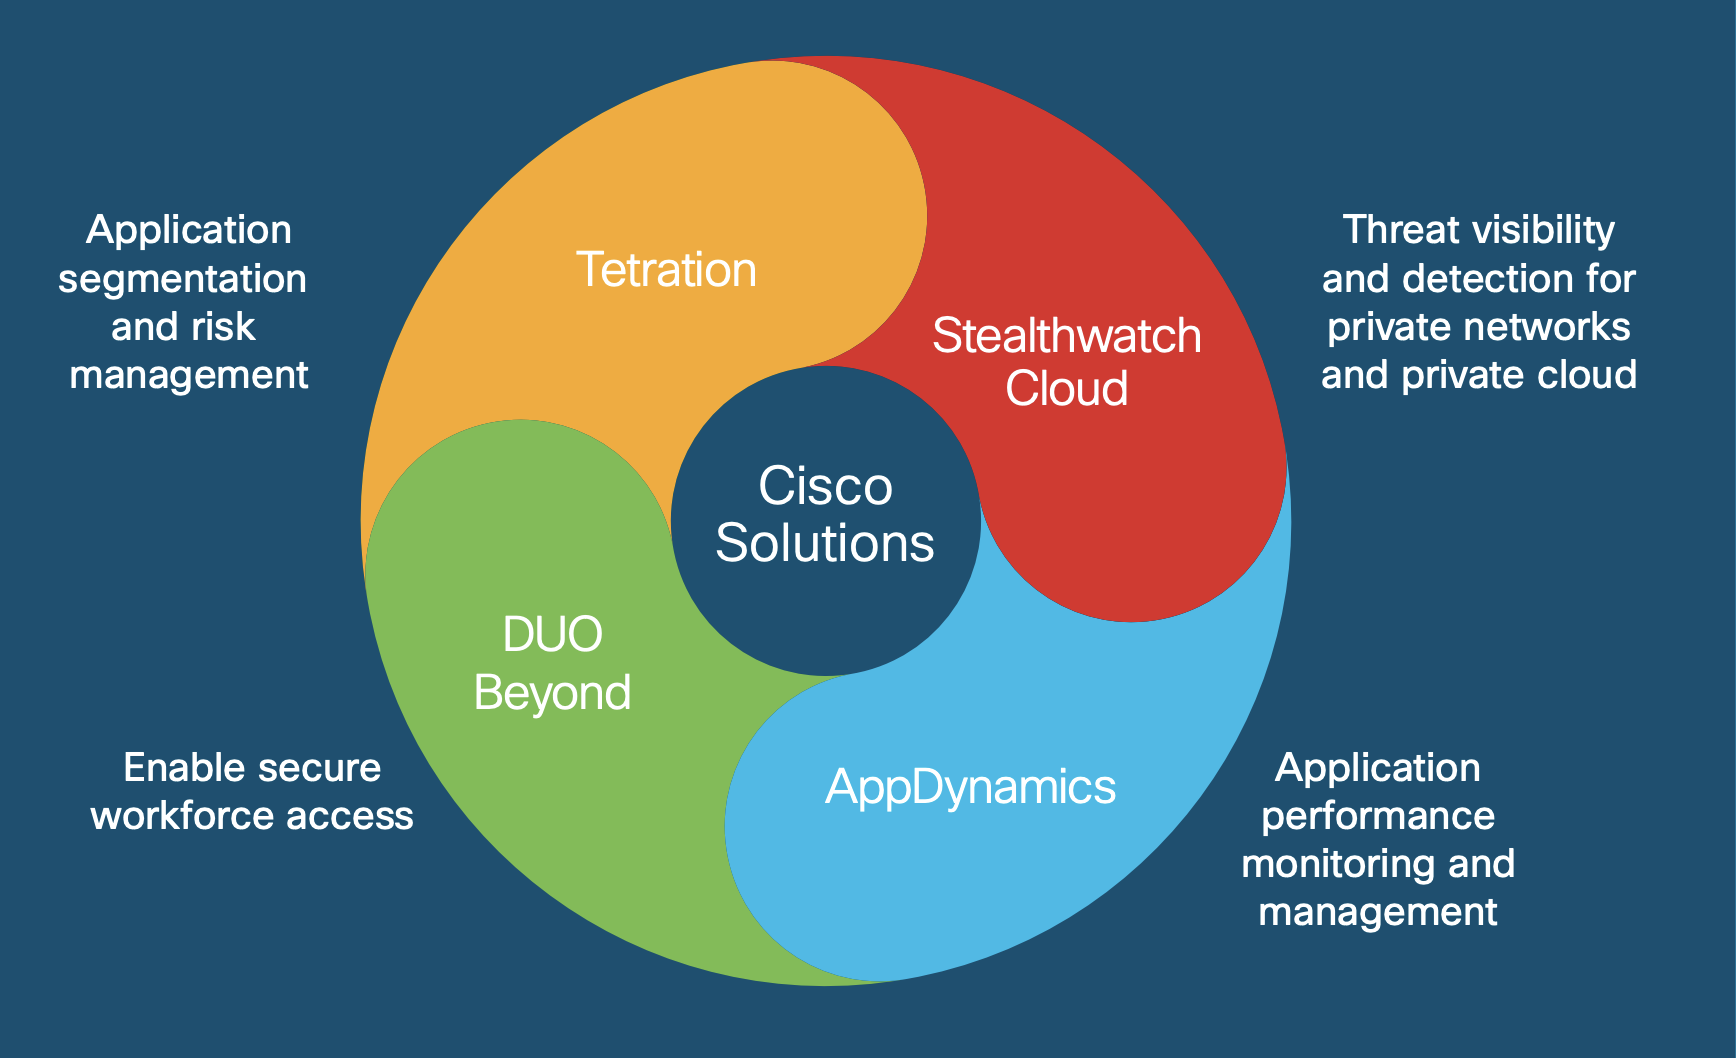 Application
segmentation
and risk
management
Tetration
Stealthwatch
Cloud
Threat visibility
and detection for
private networks
and private cloud
Cisco
Solutions
DUO
Beyond
Enable secure
workforce access
AppDynamics
Application
performance
monitoring and
management